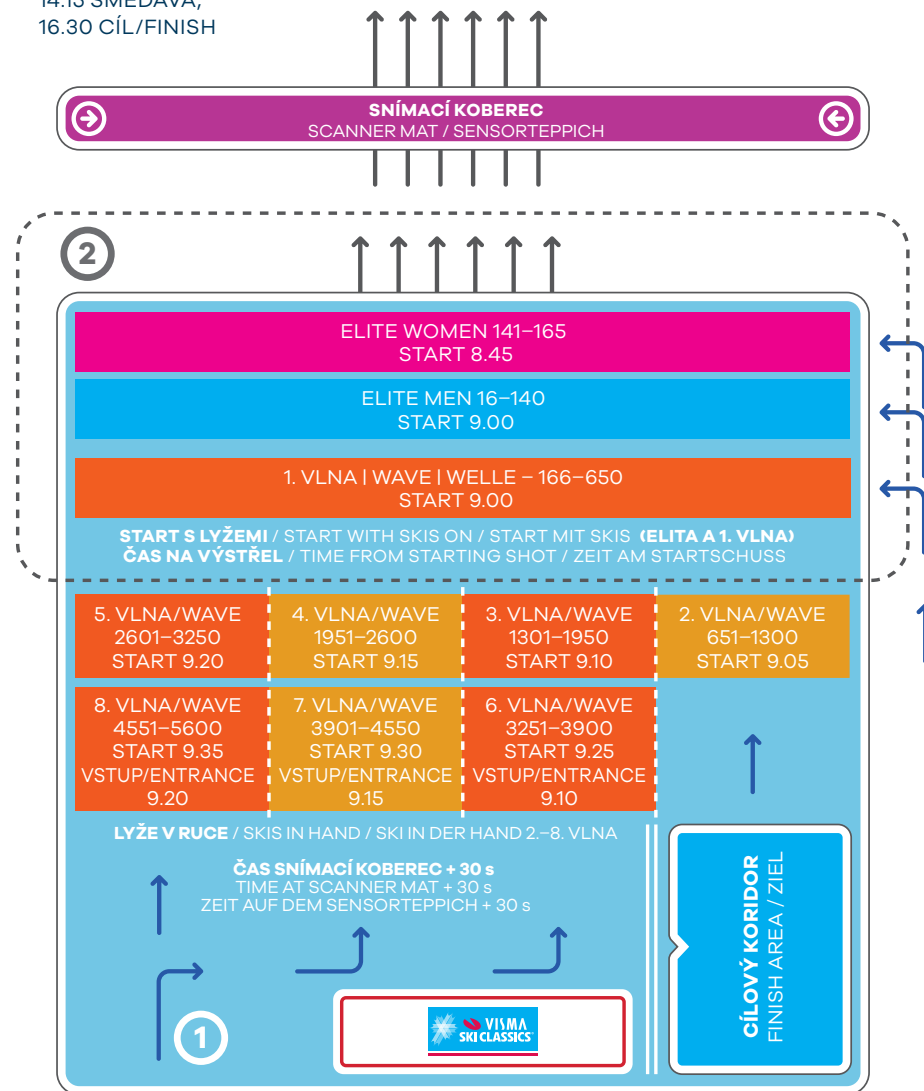 14.15 SMĚDAVA,
16.30 CÍL/FINISH
SNÍMACÍ KOBEREC
SCANNER MAT / SENSORTEPPICH
2
ELITE WOMEN 141–165
START 8.45
ELITE MEN 16–140
START 9.00
1. VLNA | WAVE | WELLE – 166–650
START 9.00
START S LYŽEMI / START WITH SKIS ON / START MIT SKIS (ELITA A 1. VLNA)
ČAS NA VÝSTŘEL / TIME FROM STARTING SHOT / ZEIT AM STARTSCHUSS
5. VLNA/WAVE
2601–3250
START 9.20
4. VLNA/WAVE
1951–2600
START 9.15
3. VLNA/WAVE
1301–1950
START 9.10
2. VLNA/WAVE
651–1300
START 9.05
8. VLNA/WAVE
4551–5600
START 9.35
VSTUP/ENTRANCE
9.20
7. VLNA/WAVE
3901–4550
START 9.30
VSTUP/ENTRANCE
9.15
6. VLNA/WAVE
3251–3900
START 9.25
VSTUP/ENTRANCE
9.10
LYŽE V RUCE / SKIS IN HAND / SKI IN DER HAND 2.–8. VLNA
ČAS SNÍMACÍ KOBEREC + 30 s
TIME AT SCANNER MAT + 30 s
ZEIT AUF DEM SENSORTEPPICH + 30 s
CÍLOVÝ KORIDOR
FINISH AREA / ZIEL
1
VISMA
SKI CLASSICS